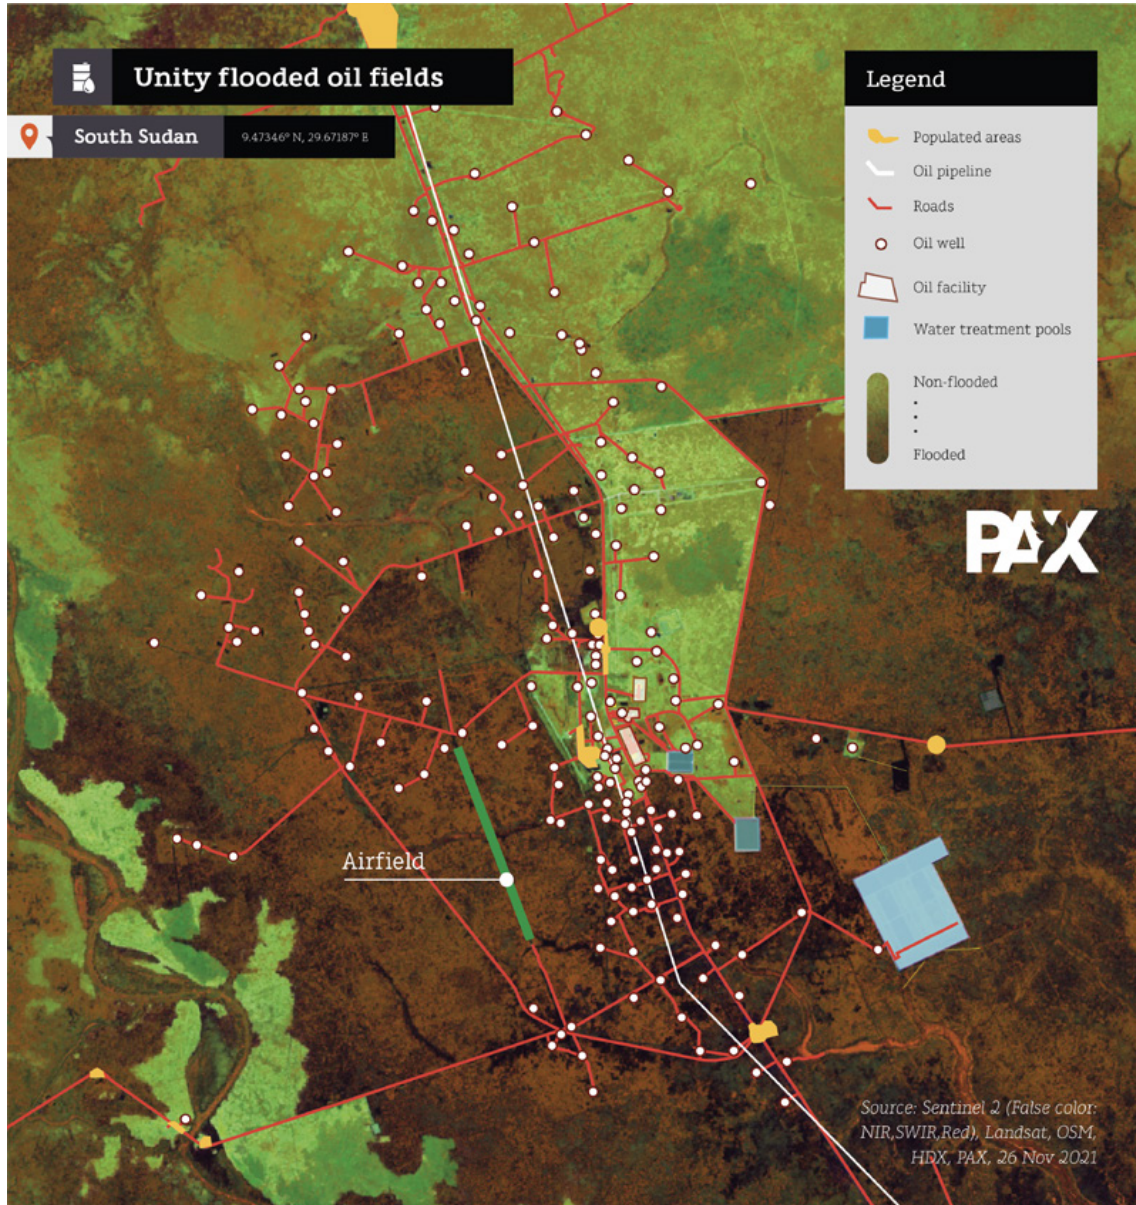 Unity flooded oil fields
South Sudan
9.47346° N, 29.67187° E
Legend
Populated areas
Oil pipeline
Roads
Oil well
Oil facility
Water treatment pools
Non-flooded
Flooded
PAX
Airfield
Source: Sentinel 2 (False color:
NIR,SWIR,Red), Landsat, OSM,
HDX, PAX, 26 Nov 2021